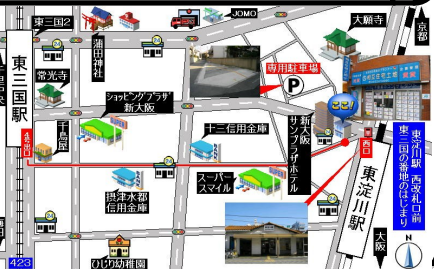 東三国2
JOMO
大願寺
京都
蒲田神社
専用駐車場
P
東三国駅
常光寺
ショッピングプラザ
新大阪
ここ!
千鳥屋
十三信用金庫
新大阪
サンプラザホテル
西口
東淀川駅 西改札口前
東三国の番地のはじまり
スーパー
スマイル
摂津水都
信用金庫
東淀川駅
大阪
ひじり幼稚園
423
N